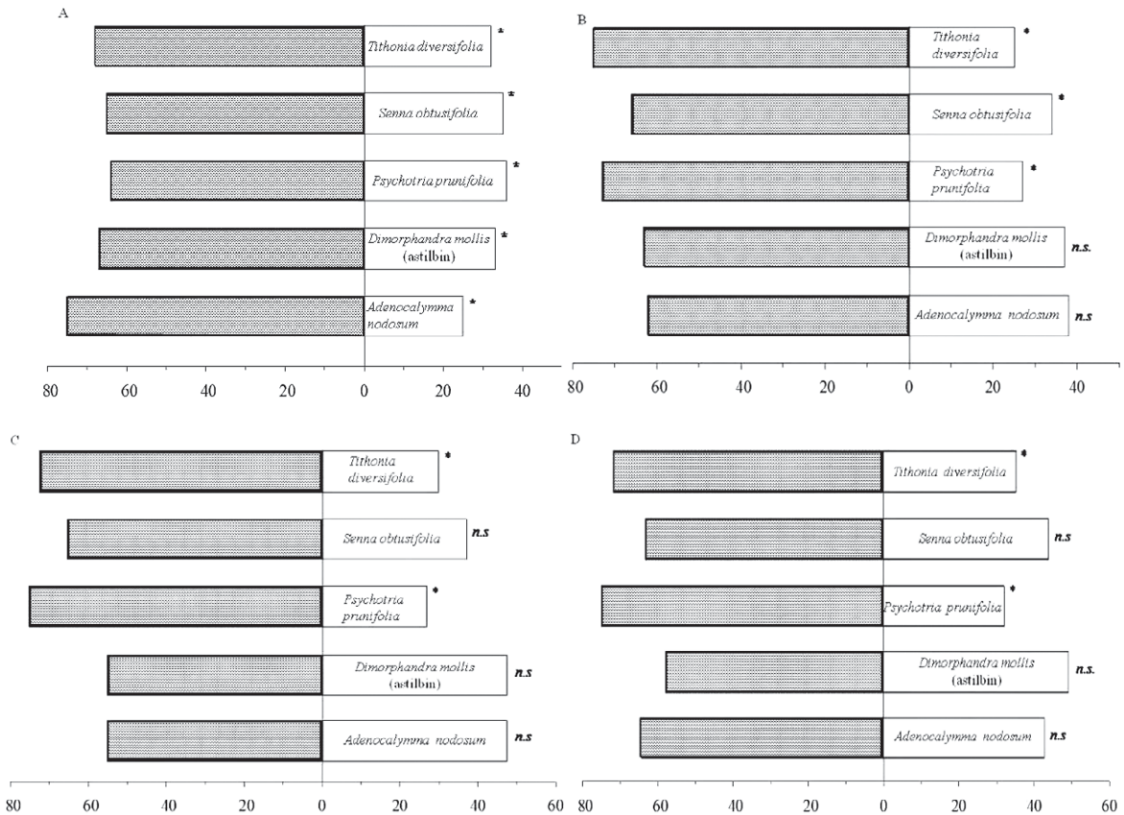 A
Tithonia diversifolia
*
Senna obtusifolia
*
Psychotria prunifolia
*
Dimorphandra mollis
(astilbin)
*
Adenocalymma
nodosum
*
80 60 40 20 0 20 40
B
Tithonia
diversifolia
*
Senna obtusifolia
*
Psychotria
prunifolia
*
Dimorphandra mollis
(astilbin)
n.s.
Adenocalymma nodosum
n.s
80 60 40 20 0 20 40
C
Tithonia
diversifolia
*
Senna obtusifolia
n.s
Psychotria
prunifolia
*
Dimorphandra mollis
(astilbin)
n.s
Adenocalymma nodosum
n.s
80 60 40 20 0 20 40 60
D
Tithonia diversifolia
*
Senna obtusifolia
n.s
Psychotria prunifolia
*
Dimorphandra mollis
(astilbin)
n.s.
Adenocalymma nodosum
n.s
80 60 40 20 0 20 40 60